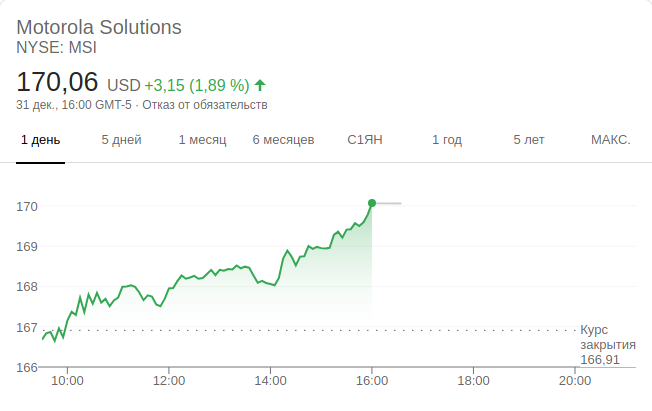 Motorola Solutions
NYSE: MSI
170,06 USD +3,15 (1,89 %)
31 дек., 16:00 GMT-5 · Отказ от обязательств
1 день 5 дней 1 месяц 6 месяцев С1ЯН 1 год 5 лет МАКС.
170
169
168
167
166
Курс
закрытия
166,91
10:00 12:00 14:00 16:00 18:00 20:00